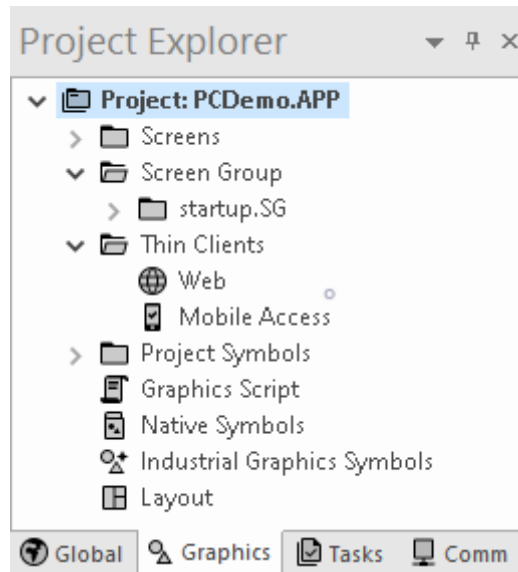 Project Explorer
Project: PCDemo.APP
Screens
Screen Group
startup.SG
Thin Clients
Web
Mobile Access
Project Symbols
Graphics Script
Native Symbols
Industrial Graphics Symbols
Layout
Global Graphics Tasks Comm